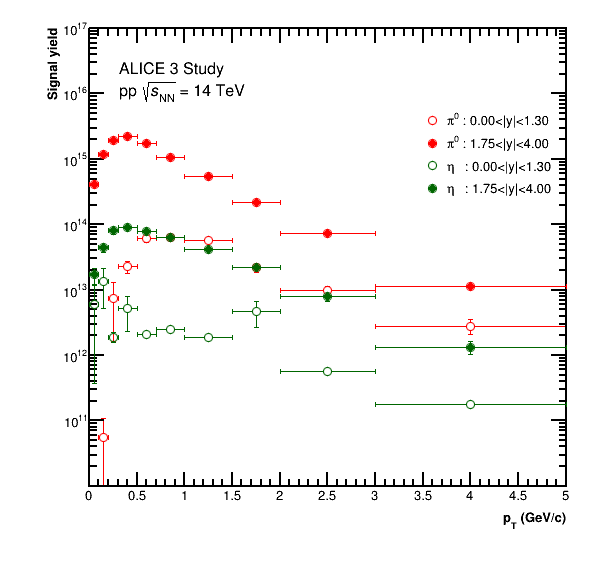 Signal yield
10^17
10^16
10^15
10^14
10^13
10^12
10^11
ALICE 3 Study
pp √s_NN = 14 TeV
π^0 : 0.00<|y|<1.30
π^0 : 1.75<|y|<4.00
η : 0.00<|y|<1.30
η : 1.75<|y|<4.00
0 0.5 1 1.5 2 2.5 3 3.5 4 4.5 5
p_T (GeV/c)